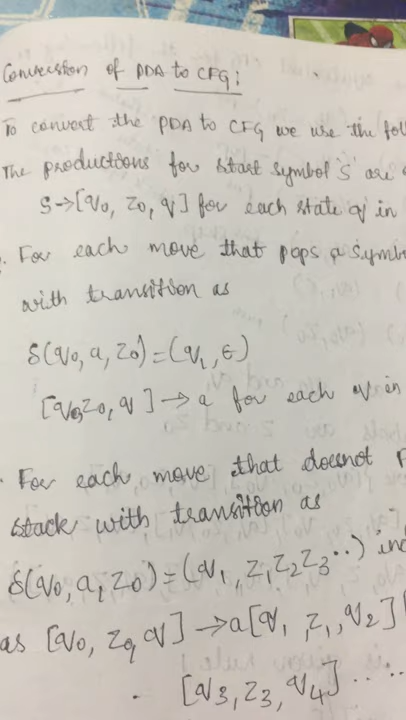 Conversion of PDA to CFG:
To convert the PDA to CFG we use the foll
The productions for start symbol 'S' are
S→[q0, Z0, q] for each state q in
. For each move that pops a symb
with transition as
δ(q0, a, Z0) = (q1, ε)
[q0Z0, q] → a for each q in
. For each move that doesnot P
stack with transition as
δ(q0, a, Z0) = (q1, Z1Z2Z3..) in
as [q0, Z0, q] → a[q1, Z1, q2]
[q3, Z3, q4] ....